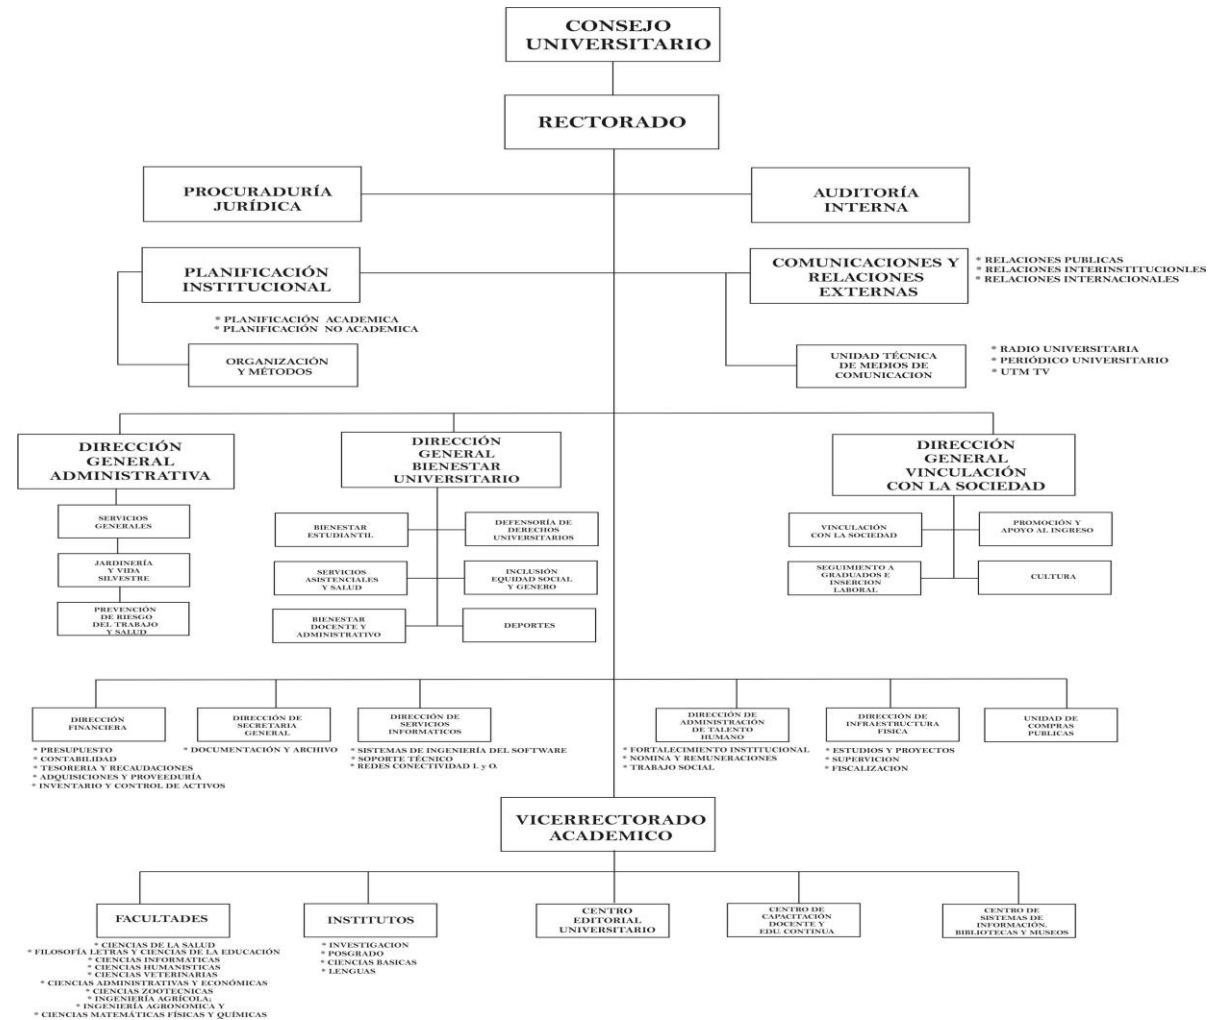 CONSEJO
UNIVERSITARIO
RECTORADO
PROCURADURÍA
JURÍDICA
AUDITORÍA
INTERNA
PLANIFICACIÓN
INSTITUCIONAL
* PLANIFICACIÓN ACADEMICA
* PLANIFICACIÓN NO ACADEMICA
COMUNICACIONES Y
RELACIONES
EXTERNAS
* RELACIONES PUBLICAS
* RELACIONES INTERINSTITUCIONLES
* RELACIONES INTERNACIONALES
ORGANIZACIÓN
Y MÉTODOS
UNIDAD TÉCNICA
DE MEDIOS DE
COMUNICACION
* RADIO UNIVERSITARIA
* PERIÓDICO UNIVERSITARIO
* UTM TV
DIRECCIÓN
GENERAL
ADMINISTRATIVA
SERVICIOS
GENERALES
JARDINERÍA
Y VIDA
SILVESTRE
PREVENCIÓN
DE RIESGO
DEL TRABAJO
Y SALUD
DIRECCIÓN
GENERAL
BIENESTAR
UNIVERSITARIO
BIENESTAR
ESTUDIANTIL
DEFENSORÍA DE
DERECHOS
UNIVERSITARIOS
SERVICIOS
ASISTENCIALES
Y SALUD
INCLUSIÓN
EQUIDAD SOCIAL
Y GENERO
BIENESTAR
DOCENTE Y
ADMINISTRATIVO
DEPORTES
DIRECCIÓN
GENERAL
VINCULACIÓN
CON LA SOCIEDAD
VINCULACIÓN
CON LA SOCIEDAD
PROMOCIÓN Y
APOYO AL INGRESO
SEGUIMIENTO A
GRADUADOS E
INSERCION
LABORAL
CULTURA
DIRECCIÓN
FINANCIERA
* PRESUPUESTO
* CONTABILIDAD
* TESORERIA Y RECAUDACIONES
* ADQUISICIONES Y PROVEEDURÍA
* INVENTARIO Y CONTROL DE ACTIVOS
DIRECCIÓN DE
SECRETARIA
GENERAL
* DOCUMENTACIÓN Y ARCHIVO
DIRECCIÓN DE
SERVICIOS
INFORMATICOS
* SISTEMAS DE INGENIERÍA DEL SOFTWARE
* SOPORTE TÉCNICO
* REDES CONECTIVIDAD I. y O.
DIRECCIÓN DE
ADMINISTRACIÓN
DE TALENTO
HUMANO
* FORTALECIMIENTO INSTITUCIONAL
* NOMINA Y REMUNERACIONES
* TRABAJO SOCIAL
DIRECCIÓN DE
INFRAESTRUCTURA
FISICA
* ESTUDIOS Y PROYECTOS
* SUPERVICION
* FISCALIZACION
UNIDAD DE
COMPRAS
PUBLICAS
VICERRECTORADO
ACADEMICO
FACULTADES
* CIENCIAS DE LA SALUD
* FILOSOFÍA LETRAS Y CIENCIAS DE LA EDUCACIÓN
* CIENCIAS INFORMATICAS
* CIENCIAS HUMANISTICAS
* CIENCIAS VETERINARIAS
* CIENCIAS ADMINISTRATIVAS Y ECONÓMICAS
* CIENCIAS ZOOTECNICAS
* INGENIERÍA AGRÍCOLA;
* INGENIERÍA AGRONOMICA Y
* CIENCIAS MATEMÁTICAS FÍSICAS Y QUÍMICAS
INSTITUTOS
* INVESTIGACION
* POSGRADO
* CIENCIAS BASICAS
* LENGUAS
CENTRO
EDITORIAL
UNIVERSITARIO
CENTRO DE
CAPACITACIÓN
DOCENTE Y
EDU. CONTINUA
CENTRO DE
SISTEMAS DE
INFORMACIÓN.
BIBLIOTECAS Y MUSEOS